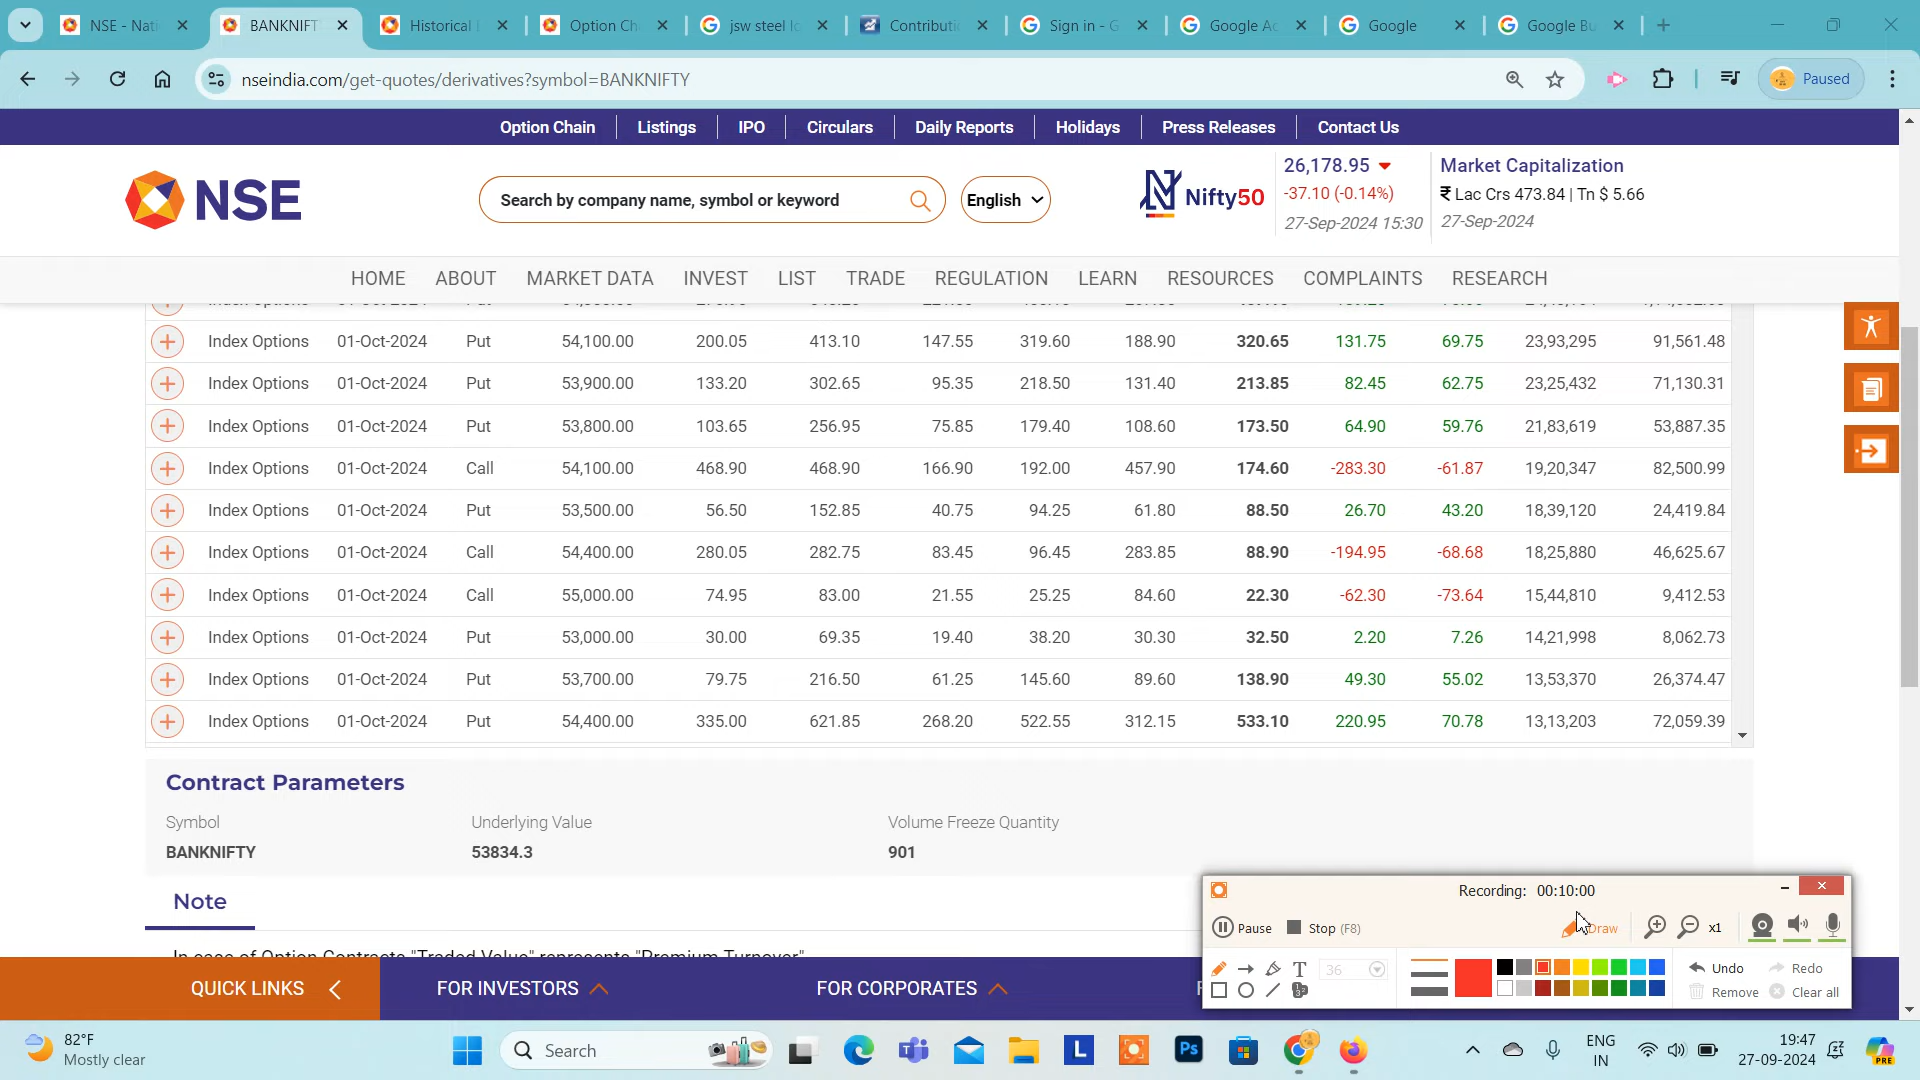 NSE - Nati
BANKNIFT
Historical
Option Ch
jsw steel lo
Contributi
Sign in - G
Google Ac
Google
Google Bu
nseindia.com/get-quotes/derivatives?symbol=BANKNIFTY
Paused
Option Chain
Listings
IPO
Circulars
Daily Reports
Holidays
Press Releases
Contact Us
NSE
Search by company name, symbol or keyword
English
Nifty50
26,178.95
-37.10 (-0.14%)
27-Sep-2024 15:30
Market Capitalization
₹ Lac Crs 473.84 | Tn $ 5.66
27-Sep-2024
HOME ABOUT MARKET DATA INVEST LIST TRADE REGULATION LEARN RESOURCES COMPLAINTS RESEARCH
Index Options 01-Oct-2024 Put 54,100.00 200.05 413.10 147.55 319.60 188.90 320.65 131.75 69.75 23,93,295 91,561.48
Index Options 01-Oct-2024 Put 53,900.00 133.20 302.65 95.35 218.50 131.40 213.85 82.45 62.75 23,25,432 71,130.31
Index Options 01-Oct-2024 Put 53,800.00 103.65 256.95 75.85 179.40 108.60 173.50 64.90 59.76 21,83,619 53,887.35
Index Options 01-Oct-2024 Call 54,100.00 468.90 468.90 166.90 192.00 457.90 174.60 -283.30 -61.87 19,20,347 82,500.99
Index Options 01-Oct-2024 Put 53,500.00 56.50 152.85 40.75 94.25 61.80 88.50 26.70 43.20 18,39,120 24,419.84
Index Options 01-Oct-2024 Call 54,400.00 280.05 282.75 83.45 96.45 283.85 88.90 -194.95 -68.68 18,25,880 46,625.67
Index Options 01-Oct-2024 Call 55,000.00 74.95 83.00 21.55 25.25 84.60 22.30 -62.30 -73.64 15,44,810 9,412.53
Index Options 01-Oct-2024 Put 53,000.00 30.00 69.35 19.40 38.20 30.30 32.50 2.20 7.26 14,21,998 8,062.73
Index Options 01-Oct-2024 Put 53,700.00 79.75 216.50 61.25 145.60 89.60 138.90 49.30 55.02 13,53,370 26,374.47
Index Options 01-Oct-2024 Put 54,400.00 335.00 621.85 268.20 522.55 312.15 533.10 220.95 70.78 13,13,203 72,059.39
Contract Parameters
Symbol Underlying Value Volume Freeze Quantity
BANKNIFTY 53834.3 901
Note
In case of Option Contracts "Traded Value" represents "Premium Turnover"
QUICK LINKS
FOR INVESTORS
FOR CORPORATES
Recording: 00:10:00
Pause
Stop (F8)
Draw
x1
36
Undo
Redo
Remove
Clear all
82°F
Mostly clear
Search
ENG
IN
19:47
27-09-2024